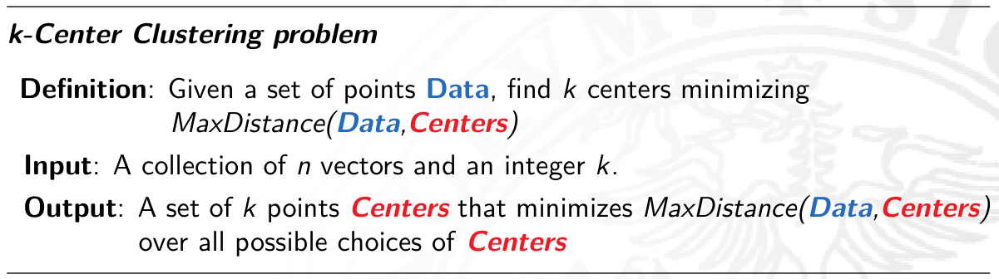 k-Center Clustering problem
Definition: Given a set of points Data, find k centers minimizing
MaxDistance(Data,Centers)
Input: A collection of n vectors and an integer k.
Output: A set of k points Centers that minimizes MaxDistance(Data,Centers)
over all possible choices of Centers